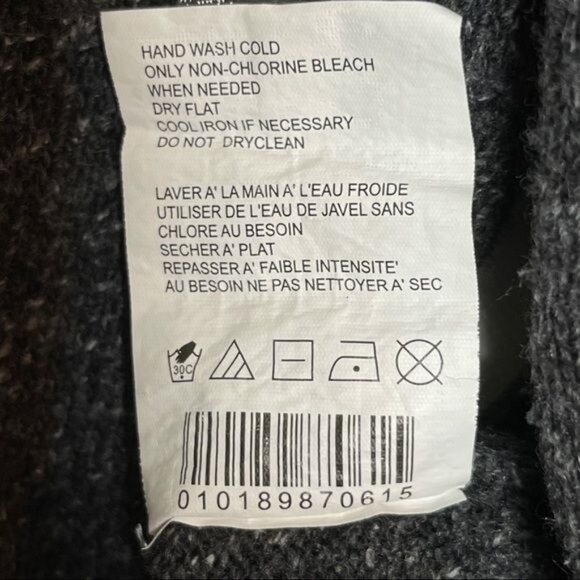 HAND WASH COLD
ONLY NON-CHLORINE BLEACH
WHEN NEEDED
DRY FLAT
COOL IRON IF NECESSARY
DO NOT DRYCLEAN
LAVER A' LA MAIN A' L'EAU FROIDE
UTILISER DE L'EAU DE JAVEL SANS
CHLORE AU BESOIN
SECHER A' PLAT
REPASSER A' FAIBLE INTENSITE'
AU BESOIN NE PAS NETTOYER A' SEC
30C
010189870615